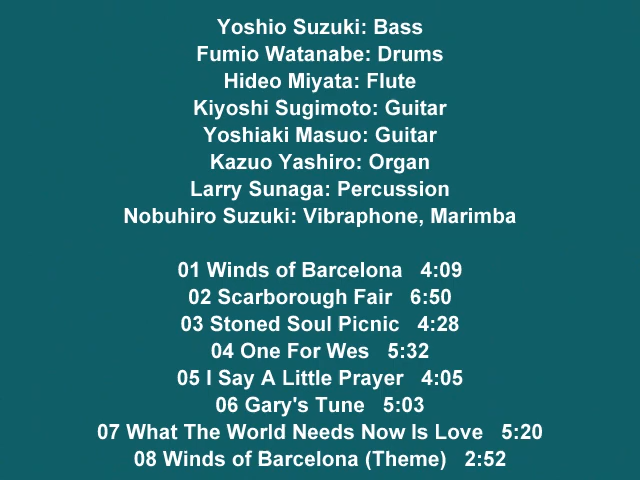 Yoshio Suzuki: Bass
Fumio Watanabe: Drums
Hideo Miyata: Flute
Kiyoshi Sugimoto: Guitar
Yoshiaki Masuo: Guitar
Kazuo Yashiro: Organ
Larry Sunaga: Percussion
Nobuhiro Suzuki: Vibraphone, Marimba
01 Winds of Barcelona 4:09
02 Scarborough Fair 6:50
03 Stoned Soul Picnic 4:28
04 One For Wes 5:32
05 I Say A Little Prayer 4:05
06 Gary's Tune 5:03
07 What The World Needs Now Is Love 5:20
08 Winds of Barcelona (Theme) 2:52